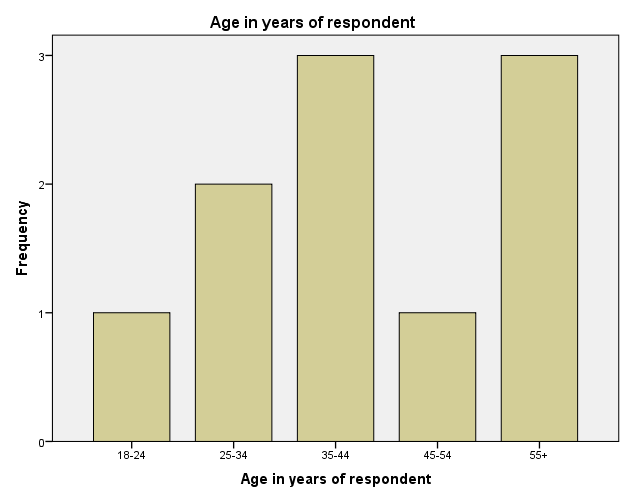 Age in years of respondent
3
2
1
0
Frequency
18-24 25-34 35-44 45-54 55+
Age in years of respondent